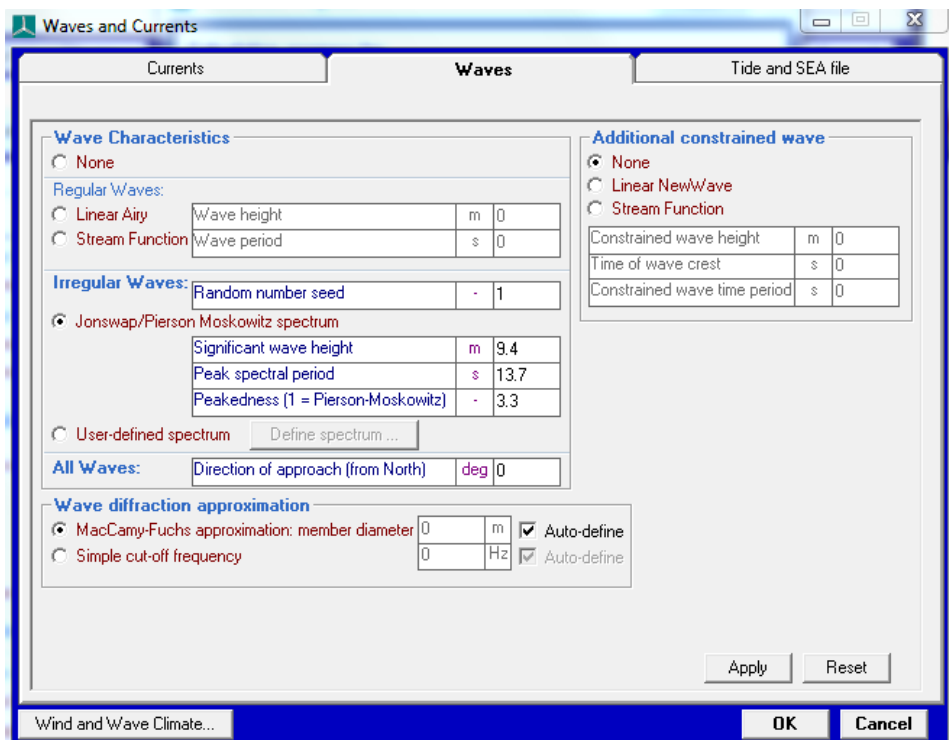 Waves and Currents
Currents
Waves
Tide and SEA file
Wave Characteristics
None
Regular Waves:
Linear Airy
Wave height m 0
Stream Function
Wave period s 0
Irregular Waves:
Random number seed - 1
Jonswap/Pierson Moskowitz spectrum
Significant wave height m 9.4
Peak spectral period s 13.7
Peakedness (1 = Pierson-Moskowitz) - 3.3
User-defined spectrum Define spectrum ...
All Waves:
Direction of approach (from North) deg 0
Additional constrained wave
None
Linear NewWave
Stream Function
Constrained wave height m 0
Time of wave crest s 0
Constrained wave time period s 0
Wave diffraction approximation
MacCamy-Fuchs approximation: member diameter 0 m Auto-define
Simple cut-off frequency 0 Hz Auto-define
Apply Reset
Wind and Wave Climate... OK Cancel